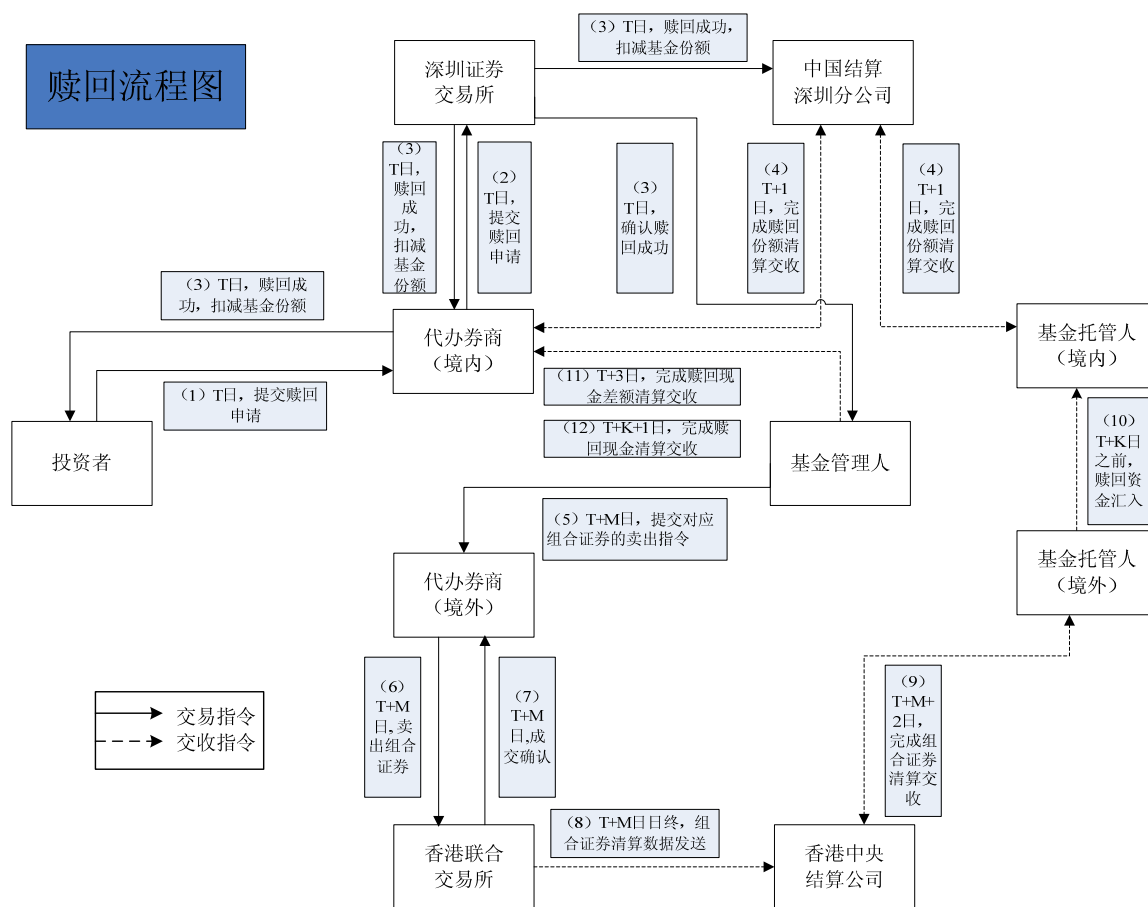 赎回流程图
(3) T日，赎回成功，
扣减基金份额
深圳证券
交易所
中国结算
深圳分公司
（3）
T日，
赎回
成
功，
扣减
基金
份额
（2）
T日，
提交
赎回
申请
（3）
T日，
确认赎
回成功
（4）
T+1
日，完
成赎回
份额清
算交收
（4）
T+1
日，完
成赎回
份额清
算交收
（3）T日，赎回成
功，扣减基金份额
代办券商
（境内）
基金托管人
（境内）
（1）T日，提交赎回
申请
（11）T+3日，完成赎回现
金差额清算交收
（12）T+K+1日，完成赎
回现金清算交收
（10）
T+K日
之前，
赎回资
金汇入
投资者
基金管理人
（5）T+M日，提交对应
组合证券的卖出指令
代办券商
（境外）
基金托管人
（境外）
（6）
T+M
日,卖
出组合
证券
（7）
T+M
日,成
交确认
（9）
T+M+
2日，
完成组
合证券
清算交
收
交易指令
交收指令
（8）T+M日日终，组
合证券清算数据发送
香港联合
交易所
香港中央
结算公司